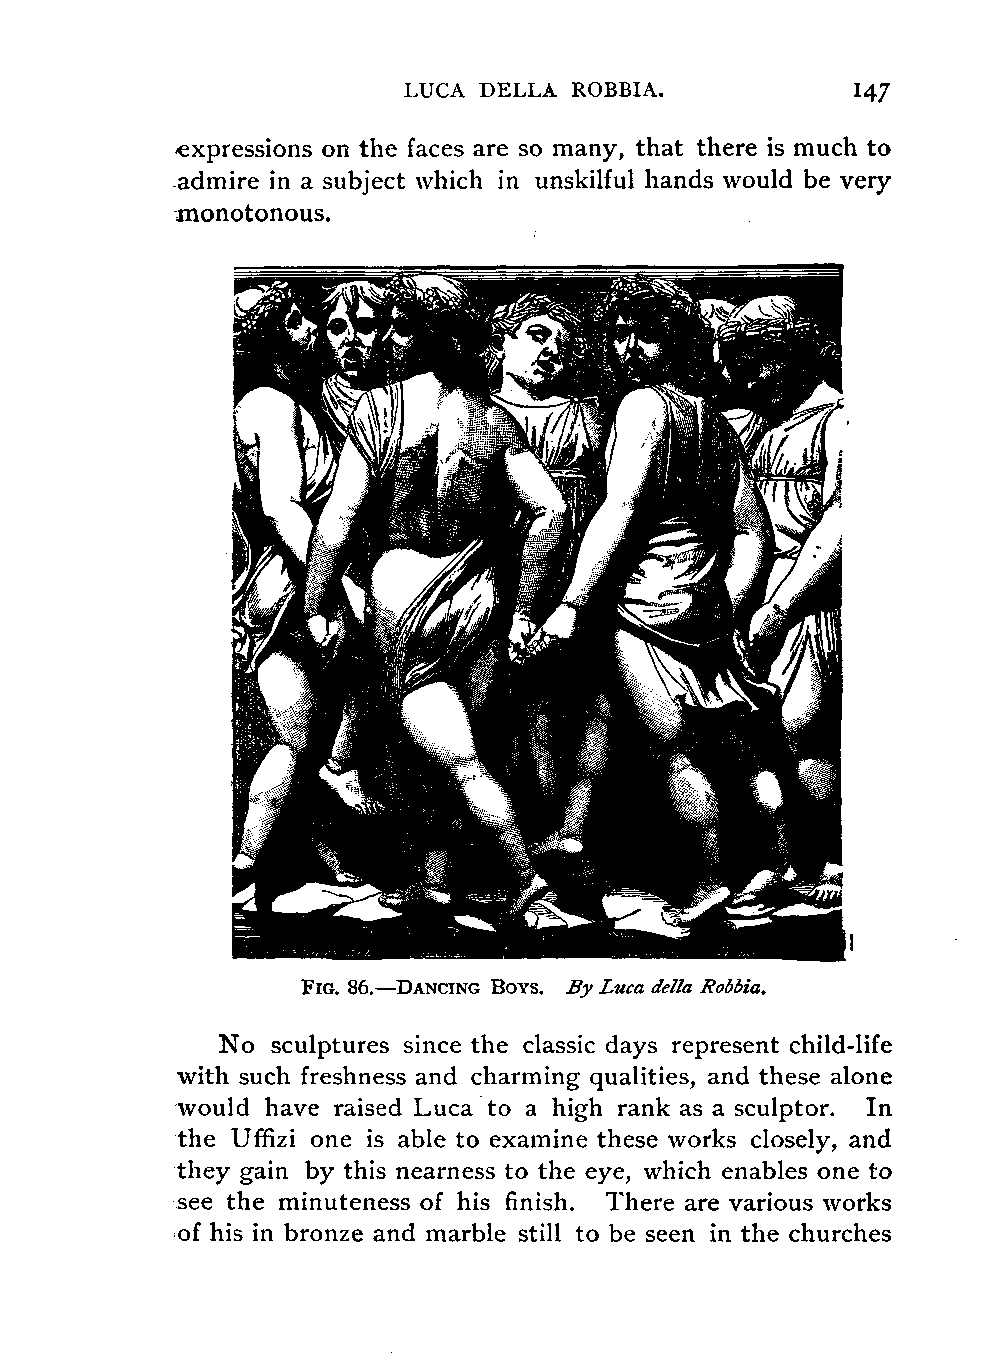 LUCA DELLA ROBBIA. 147
expressions on the faces are so many, that there is much to
admire in a subject which in unskilful hands would be very
monotonous.
FIG. 86.—DANCING BOYS. By Luca della Robbia.
No sculptures since the classic days represent child-life
with such freshness and charming qualities, and these alone
would have raised Luca to a high rank as a sculptor. In
the Uffizi one is able to examine these works closely, and
they gain by this nearness to the eye, which enables one to
see the minuteness of his finish. There are various works
of his in bronze and marble still to be seen in the churches